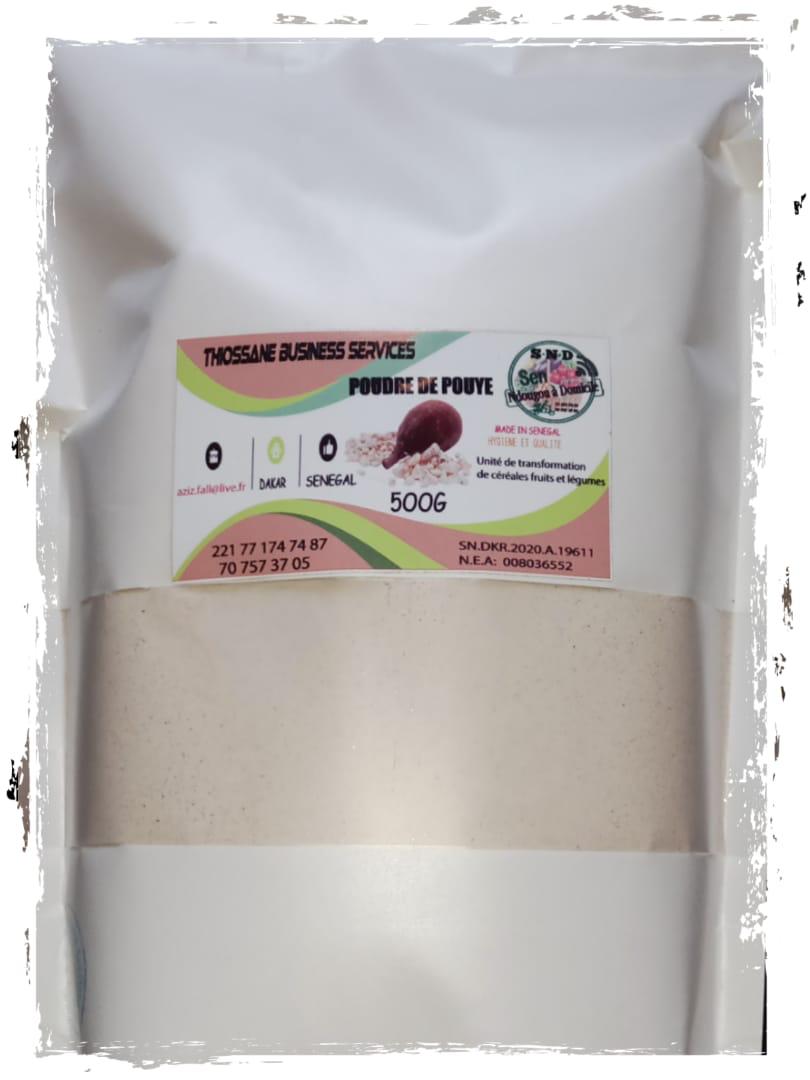 THIOSSANE BUSINESS SERVICES
S·N·D
Sen
Ndougou à Domicile
POUDRE DE POUYE
MADE IN SENEGAL
HYGIENE ET QUALITE
Unité de transformation
de céréales fruits et légumes
aziz.fall@live.fr
DAKAR
SENEGAL
500G
221 77 174 74 87
70 757 37 05
SN.DKR.2020.A.19611
N.E.A: 008036552